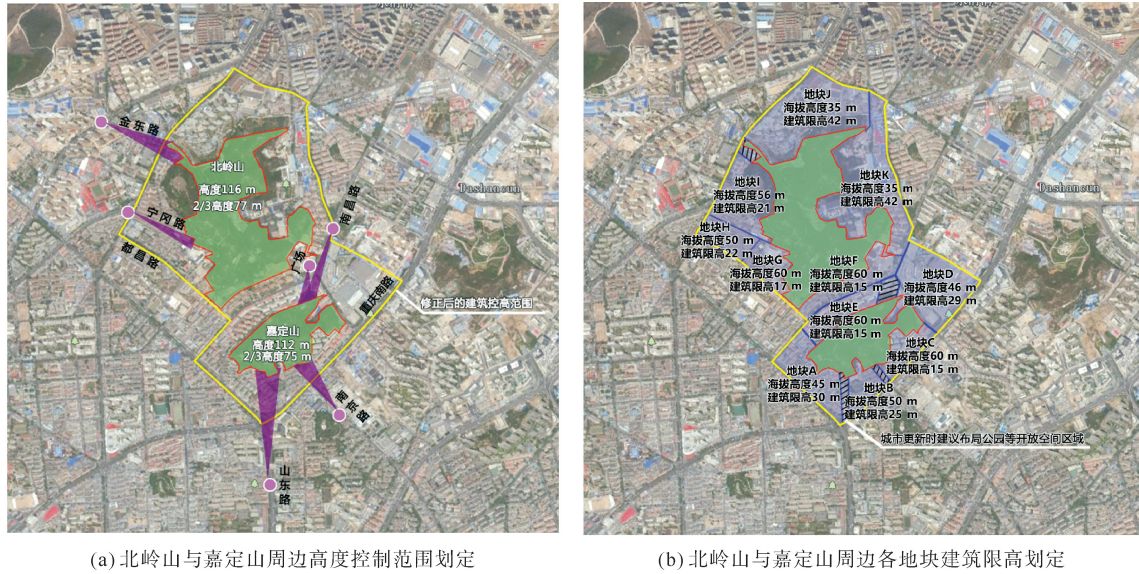 金东路
北岭山
高度116 m
2/3高度77 m
宁冈路
都昌路
南昌路
广场
重庆南路
修正后的建筑控高范围
嘉定山
高度112 m
2/3高度75 m
南京路
山东路
Dashancun
(a) 北岭山与嘉定山周边高度控制范围划定
地块J
海拔高度35 m
建筑限高42 m
地块K
海拔高度35 m
建筑限高42 m
Dashancun
地块I
海拔高度56 m
建筑限高21 m
地块H
海拔高度50 m
建筑限高22 m
地块G
海拔高度60 m
建筑限高17 m
地块F
海拔高度60 m
建筑限高15 m
地块D
海拔高度46 m
建筑限高29 m
地块E
海拔高度60 m
建筑限高15 m
地块C
海拔高度60 m
建筑限高15 m
地块A
海拔高度45 m
建筑限高30 m
地块B
海拔高度50 m
建筑限高25 m
城市更新时建议布局公园等开放空间区域
(b) 北岭山与嘉定山周边各地块建筑限高划定